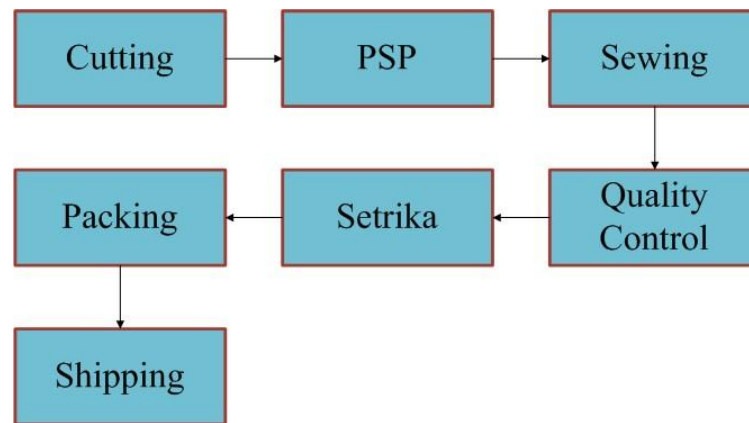 Cutting
PSP
Sewing
Quality
Control
Setrika
Packing
Shipping